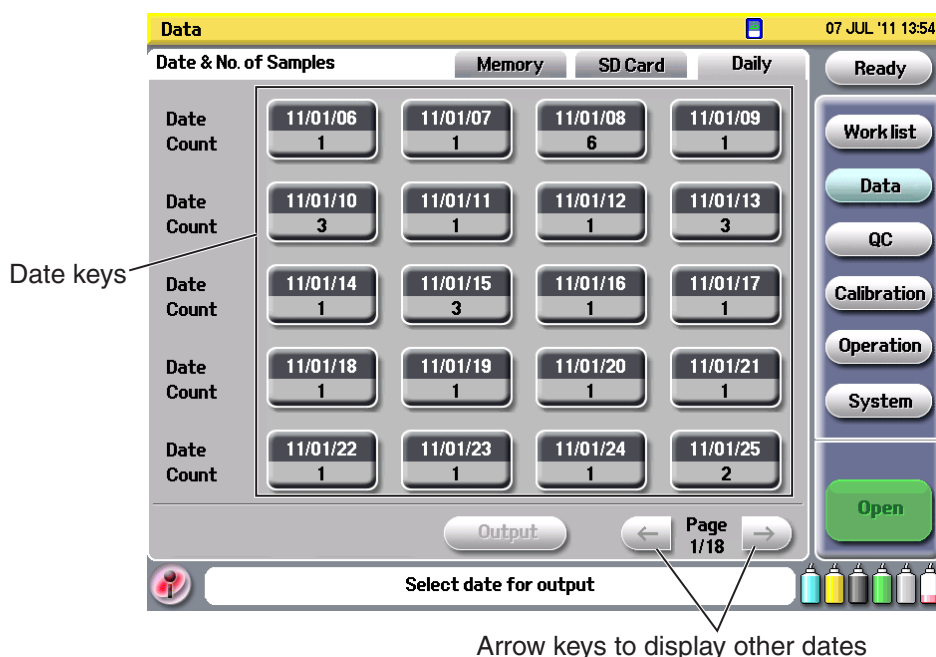 Data
07 JUL '11 13:54
Date & No. of Samples
Memory
SD Card
Daily
Ready
Date 11/01/06 11/01/07 11/01/08 11/01/09
Count 1 1 6 1
Work list
Data
Date 11/01/10 11/01/11 11/01/12 11/01/13
Count 3 1 1 3
QC
Date keys
Date 11/01/14 11/01/15 11/01/16 11/01/17
Count 1 3 1 1
Calibration
Operation
Date 11/01/18 11/01/19 11/01/20 11/01/21
Count 1 1 1 1
System
Date 11/01/22 11/01/23 11/01/24 11/01/25
Count 1 1 1 2
Open
Output
← Page →
1/18
Select date for output
Arrow keys to display other dates